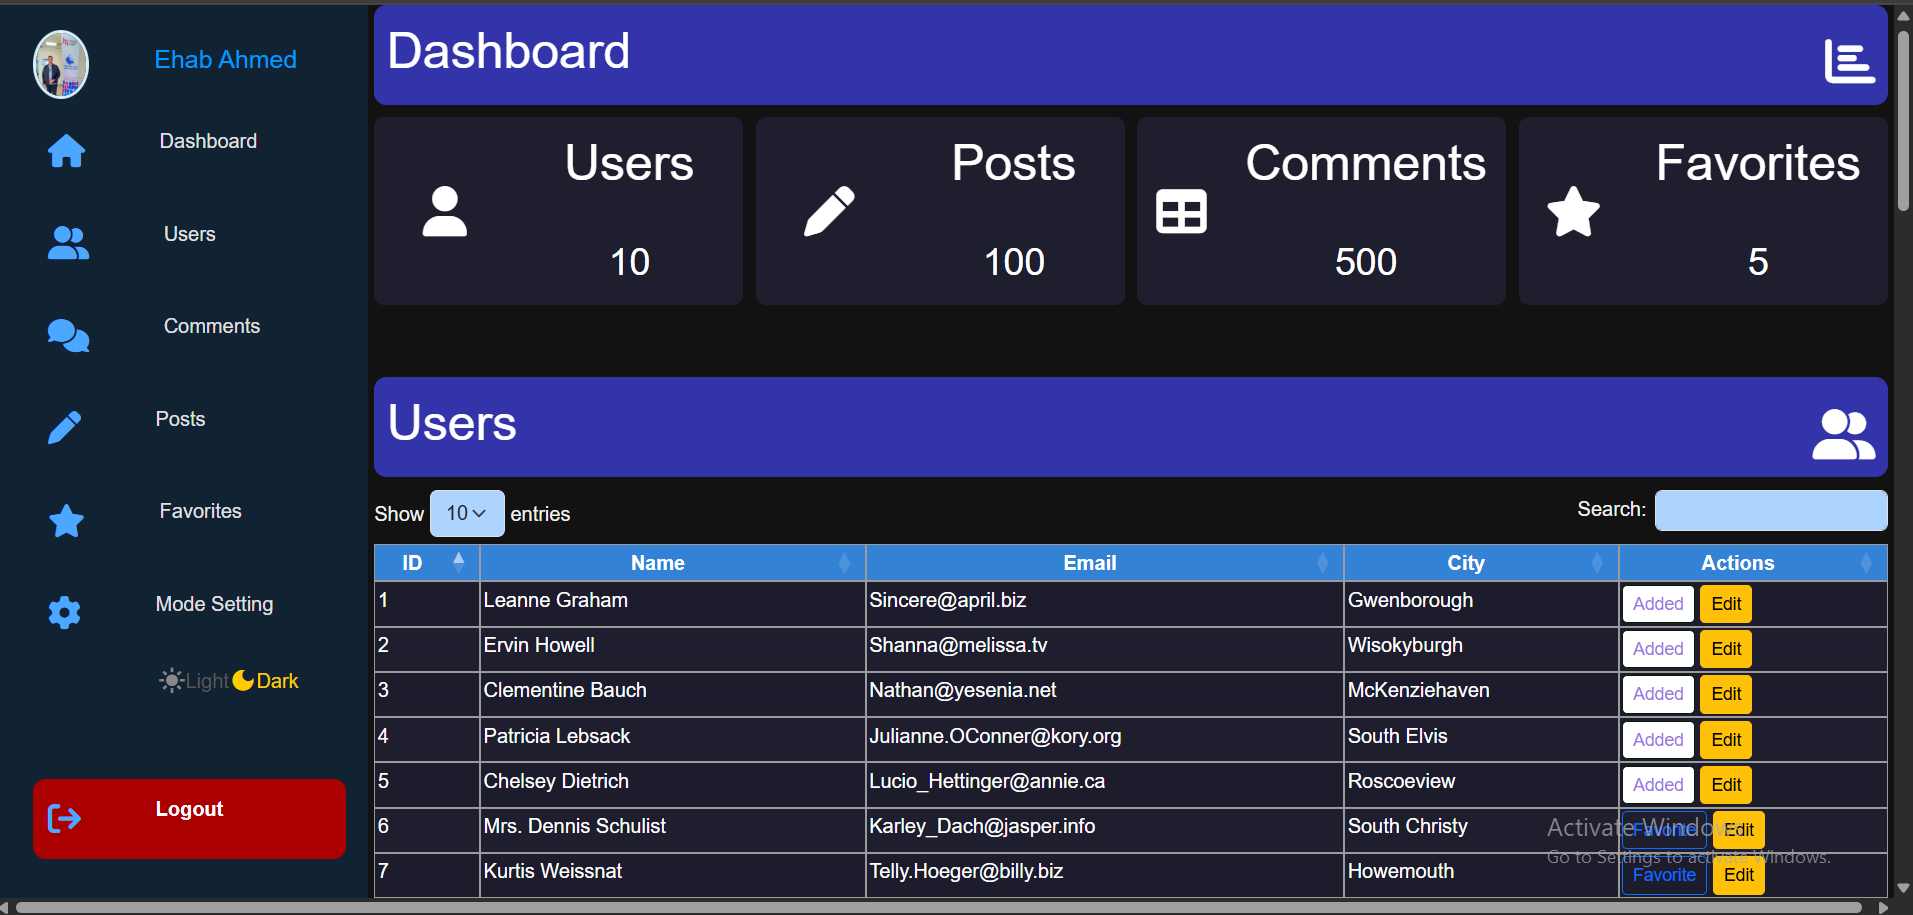 Ehab Ahmed
Dashboard
Users
Comments
Posts
Favorites
Mode Setting
Light Dark
Logout
Dashboard
Users
10
Posts
100
Comments
500
Favorites
5
Users
Show 10 entries
Search:
ID Name Email City Actions
1 Leanne Graham Sincere@april.biz Gwenborough Added Edit
2 Ervin Howell Shanna@melissa.tv Wisokyburgh Added Edit
3 Clementine Bauch Nathan@yesenia.net McKenziehaven Added Edit
4 Patricia Lebsack Julianne.OConner@kory.org South Elvis Added Edit
5 Chelsey Dietrich Lucio_Hettinger@annie.ca Roscoeview Added Edit
6 Mrs. Dennis Schulist Karley_Dach@jasper.info South Christy Favorite Edit
7 Kurtis Weissnat Telly.Hoeger@billy.biz Howemouth Favorite Edit
Activate Windows
Go to Settings to activate Windows.